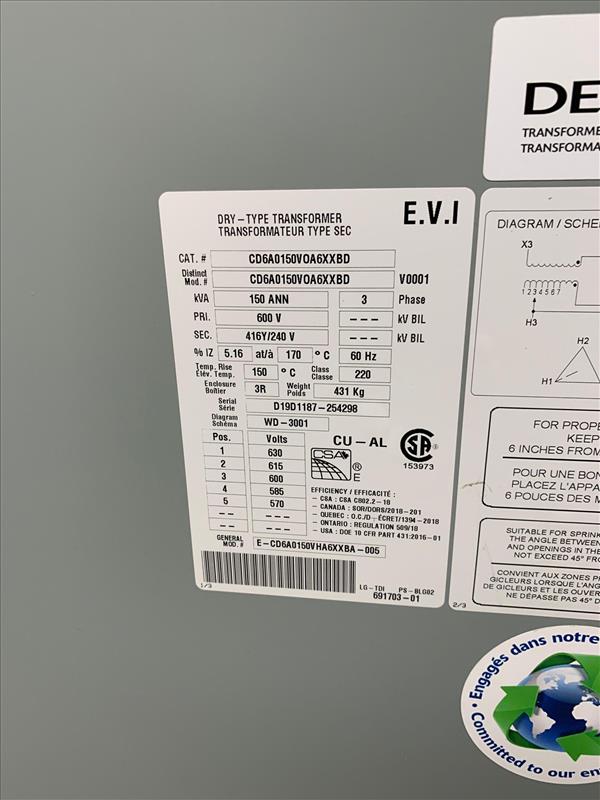 DE
TRANSFORME
TRANSFORMA
DRY-TYPE TRANSFORMER
TRANSFORMATEUR TYPE SEC
E.V.I
CAT. # CD6A0150VOA6XXBD
Distinct
Mod. # CD6A0150VOA6XXBD V0001
kVA 150 ANN 3 Phase
PRI. 600 V --- kV BIL
SEC. 416Y/240 V --- kV BIL
% IZ 5.16 at/à 170 °C 60 Hz
Temp. Rise
Élév. Temp. 150 °C Class
Classe 220
Enclosure
Boîtier 3R Weight
Poids 431 Kg
Serial
Série D19D1187-254298
Diagram
Schéma WD-3001
Pos. Volts
1 630
2 615
3 600
4 585
5 570
CU-AL
CSA
® E
CSA
153973
EFFICIENCY / EFFICACITÉ :
- CSA : CSA C802.2-18
- CANADA : SOR/DORS/2018-201
- QUEBEC : O.C./D-ÉCRET/1394-2018
- ONTARIO : REGULATION 509/18
- USA : DOE 10 CFR PART 431:2016-01
GENERAL
MOD. # E-CD6A0150VHA6XXBA-005
1/3
LG-TDI PS-BLG02
691703-01
DIAGRAM / SCHE
X3
1 2 3 4 5 6 7
H3
H2
H1
FOR PROPE
KEEP
6 INCHES FROM
POUR UNE BON
PLACEZ L'APPA
6 POUCES DES M
SUITABLE FOR SPRINK
THE ANGLE BETWEEN
AND OPENINGS IN THE
NOT EXCEED 45° FRO
CONVIENT AUX ZONES PR
GICLEURS LORSQUE L'ANG
DE GICLEURS ET LES OUVER
NE DÉPASSE PAS 45° D
2/3
• Engagés dans notre
Committed to our en